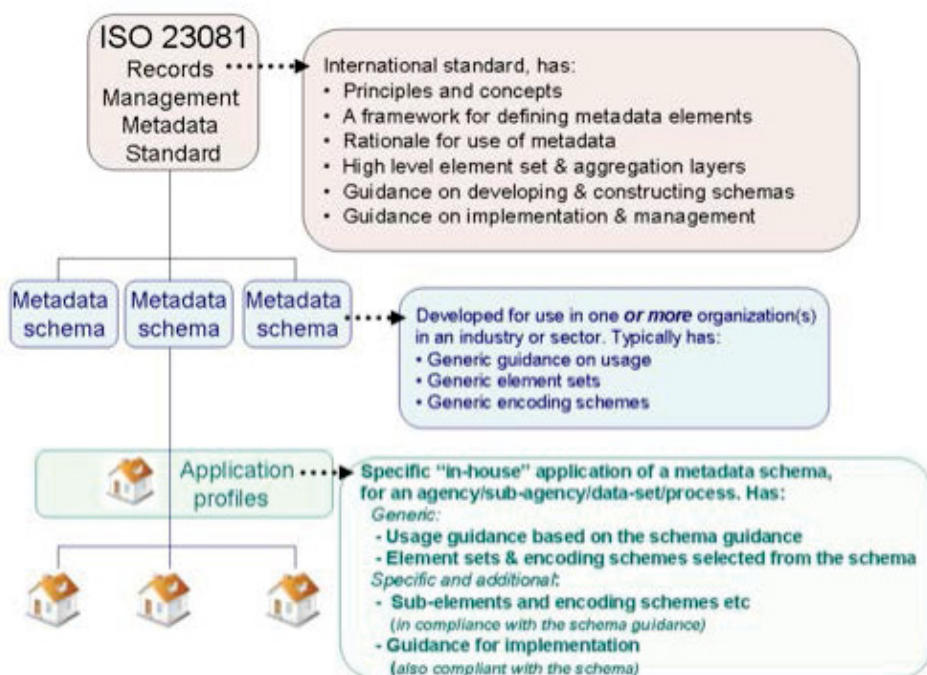 ISO 23081
Records
Management
Metadata
Standard
International standard, has:
• Principles and concepts
• A framework for defining metadata elements
• Rationale for use of metadata
• High level element set & aggregation layers
• Guidance on developing & constructing schemas
• Guidance on implementation & management
Metadata
schema
Metadata
schema
Metadata
schema
Developed for use in one or more organization(s)
in an industry or sector. Typically has:
• Generic guidance on usage
• Generic element sets
• Generic encoding schemes
Application
profiles
Specific “in-house” application of a metadata schema,
for an agency/sub-agency/data-set/process. Has:
Generic:
- Usage guidance based on the schema guidance
- Element sets & encoding schemes selected from the schema
Specific and additional:
- Sub-elements and encoding schemes etc
(in compliance with the schema guidance)
- Guidance for implementation
(also compliant with the schema)